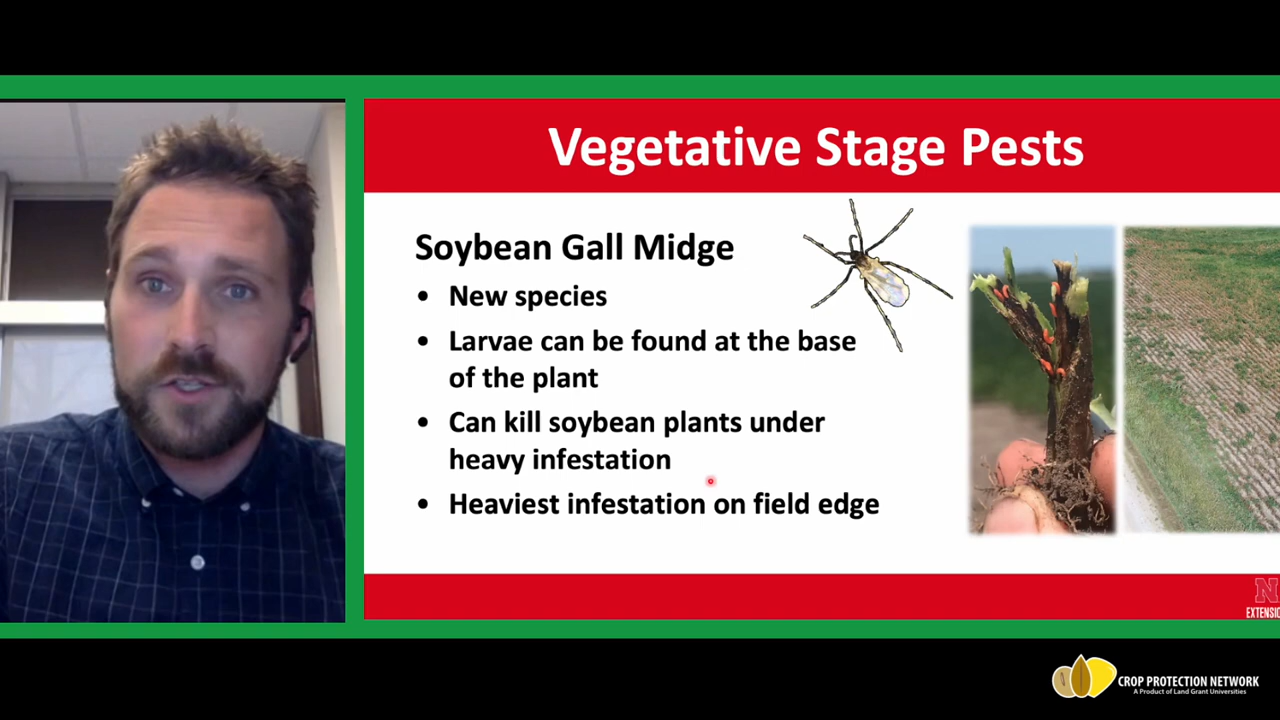 Vegetative Stage Pests
Soybean Gall Midge
• New species
• Larvae can be found at the base
of the plant
• Can kill soybean plants under
heavy infestation
• Heaviest infestation on field edge
N
EXTENSIO
CROP PROTECTION NETWORK
A Product of Land Grant Universities